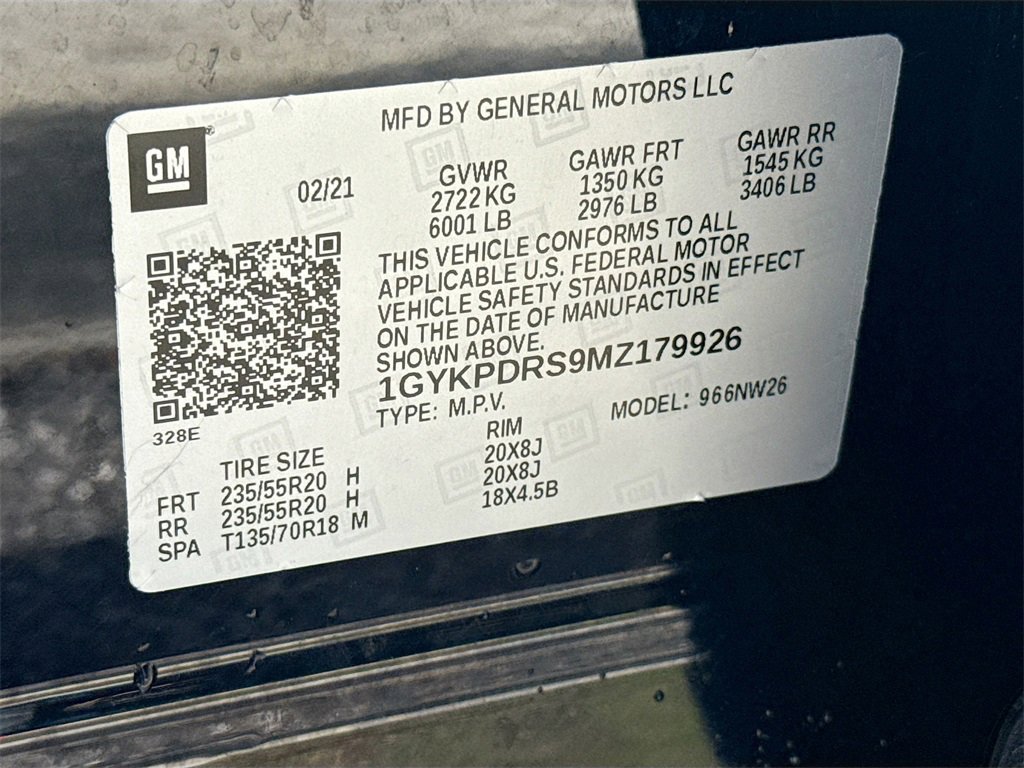 MFD BY GENERAL MOTORS LLC
GM
02/21
GVWR
2722 KG
6001 LB
GAWR FRT
1350 KG
2976 LB
GAWR RR
1545 KG
3406 LB
THIS VEHICLE CONFORMS TO ALL
APPLICABLE U.S. FEDERAL MOTOR
VEHICLE SAFETY STANDARDS IN EFFECT
ON THE DATE OF MANUFACTURE
SHOWN ABOVE.
1GYKPDRS9MZ179926
TYPE: M.P.V.
MODEL: 966NW26
328E
TIRE SIZE
RIM
FRT 235/55R20 H 20X8J
RR 235/55R20 H 20X8J
SPA T135/70R18 M 18X4.5B